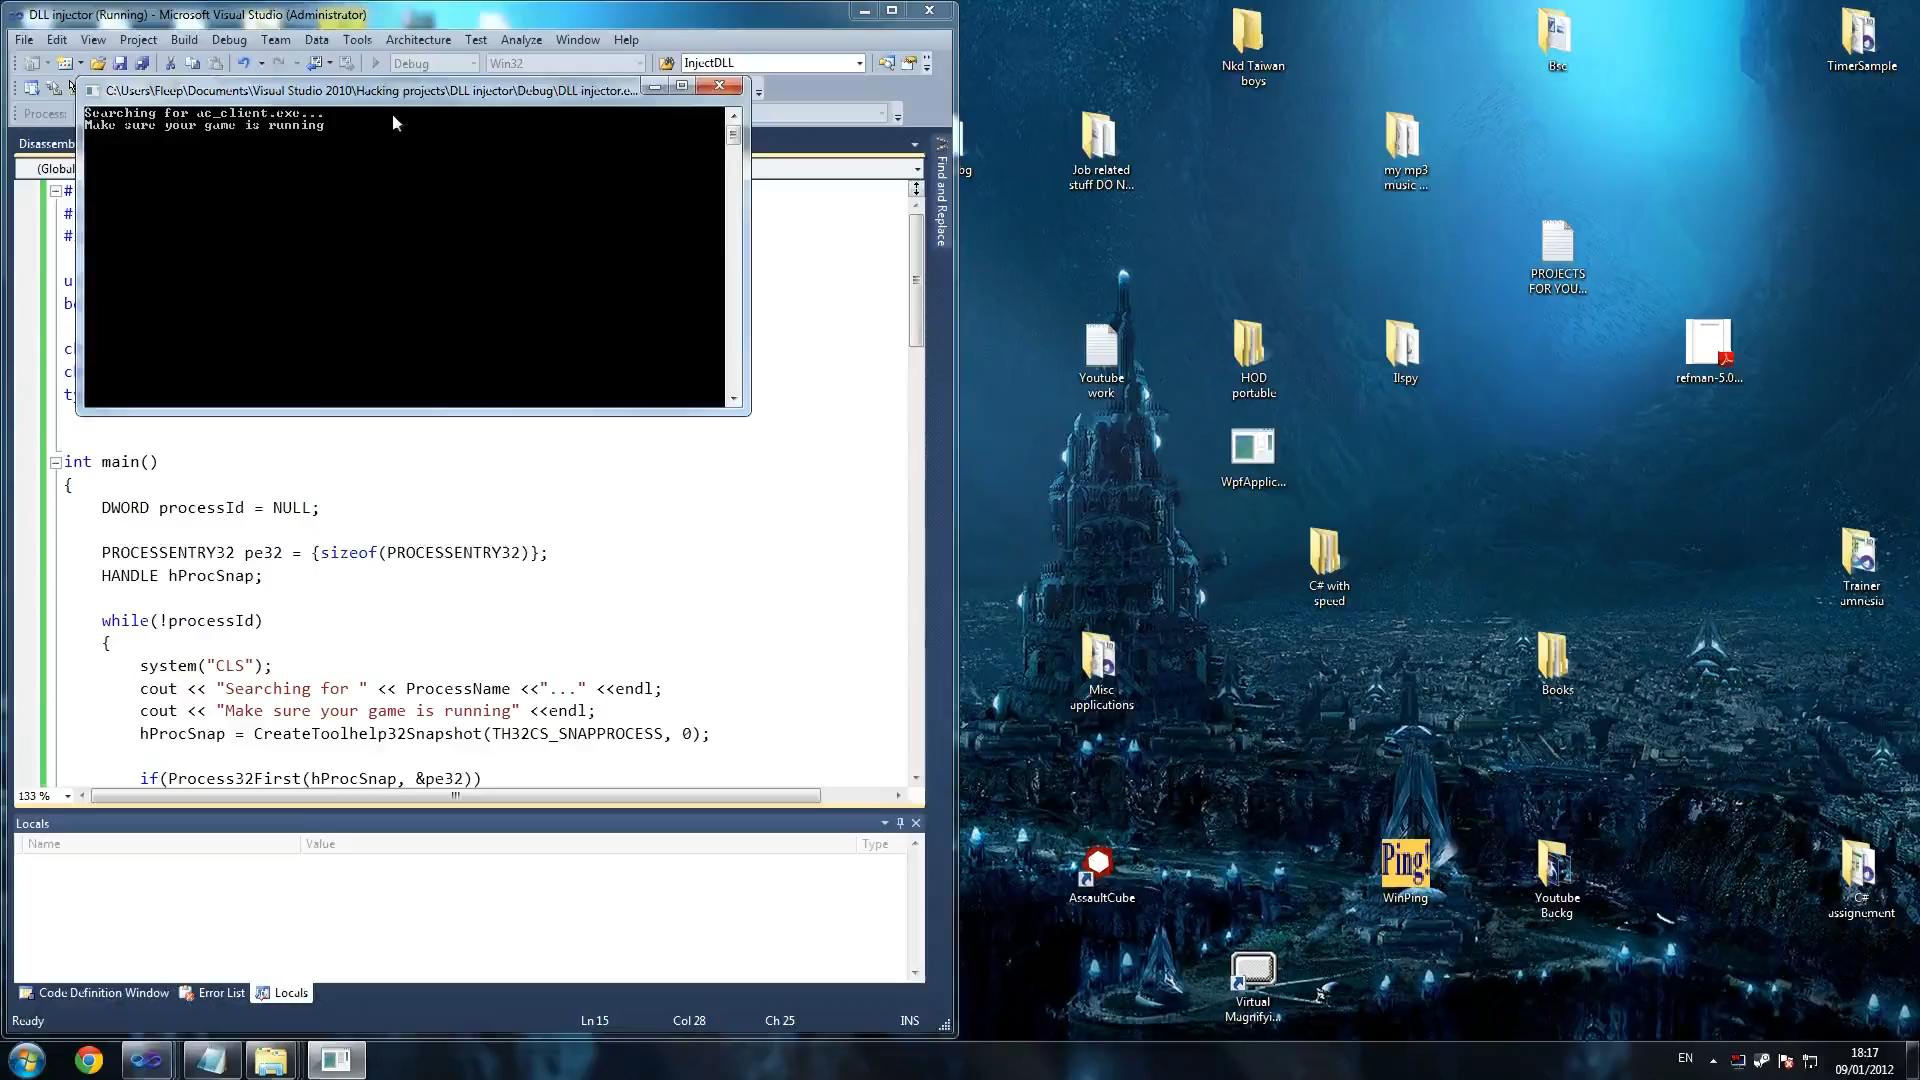 DLL injector (Running) - Microsoft Visual Studio (Administrator)
File Edit View Project Build Debug Team Data Tools Architecture Test Analyze Window Help
Debug Win32 InjectDLL
C:\Users\Fleep\Documents\Visual Studio 2010\Hacking projects\DLL injector\Debug\DLL injector.e...
Process:
Searching for ac_client.exe...
Make sure your game is running
Disassemb
(Global
Find and Replace
#
#
#
u
b
c
c
t
int main()
{
DWORD processId = NULL;
PROCESSENTRY32 pe32 = {sizeof(PROCESSENTRY32)};
HANDLE hProcSnap;
while(!processId)
{
system("CLS");
cout << "Searching for " << ProcessName <<"..." <<endl;
cout << "Make sure your game is running" <<endl;
hProcSnap = CreateToolhelp32Snapshot(TH32CS_SNAPPROCESS, 0);
if(Process32First(hProcSnap, &pe32))
133 %
Locals
Name Value Type
Code Definition Window Error List Locals
Ready Ln 15 Col 28 Ch 25 INS
Nkd Taiwan
boys
Bsc
TimerSample
og
Job related
stuff DO N...
my mp3
music ...
PROJECTS
FOR YOU...
Youtube
work
HOD
portable
Ilspy
refman-5.0...
WpfApplic...
C# with
speed
Trainer
amnesia
Misc
applications
Books
AssaultCube
Ping!
WinPing
Youtube
Backg
C#
assignement
Virtual
Magnifyi...
EN
18:17
09/01/2012